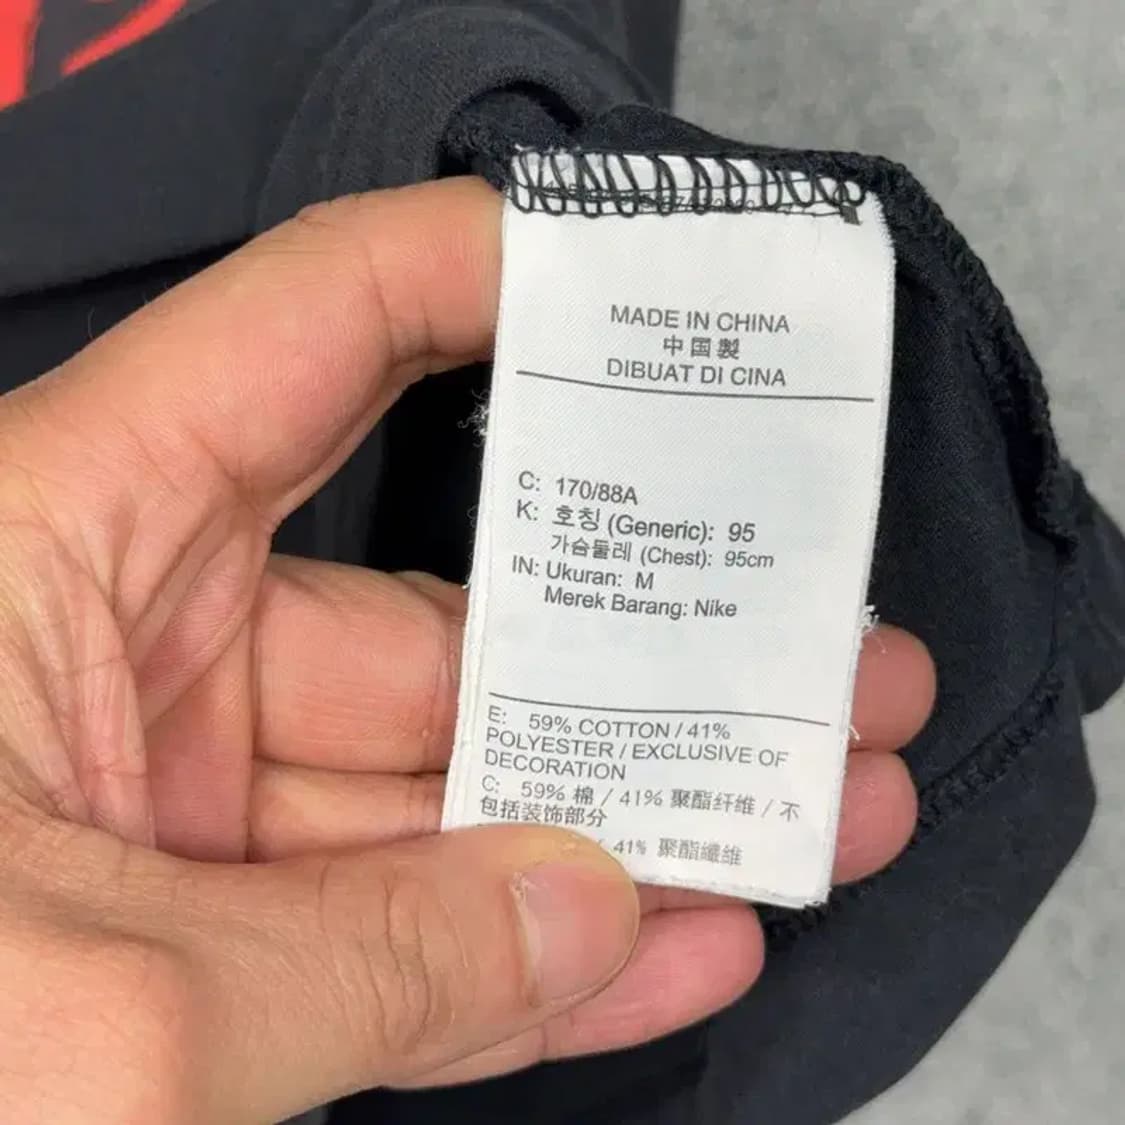 MADE IN CHINA
中国製
DIBUAT DI CINA
C: 170/88A
K: 호칭 (Generic): 95
가슴둘레 (Chest): 95cm
IN: Ukuran: M
Merek Barang: Nike
E: 59% COTTON / 41%
POLYESTER / EXCLUSIVE OF
DECORATION
C: 59% 棉 / 41% 聚酯纤维 / 不
包括装饰部分
41% 聚酯纖維